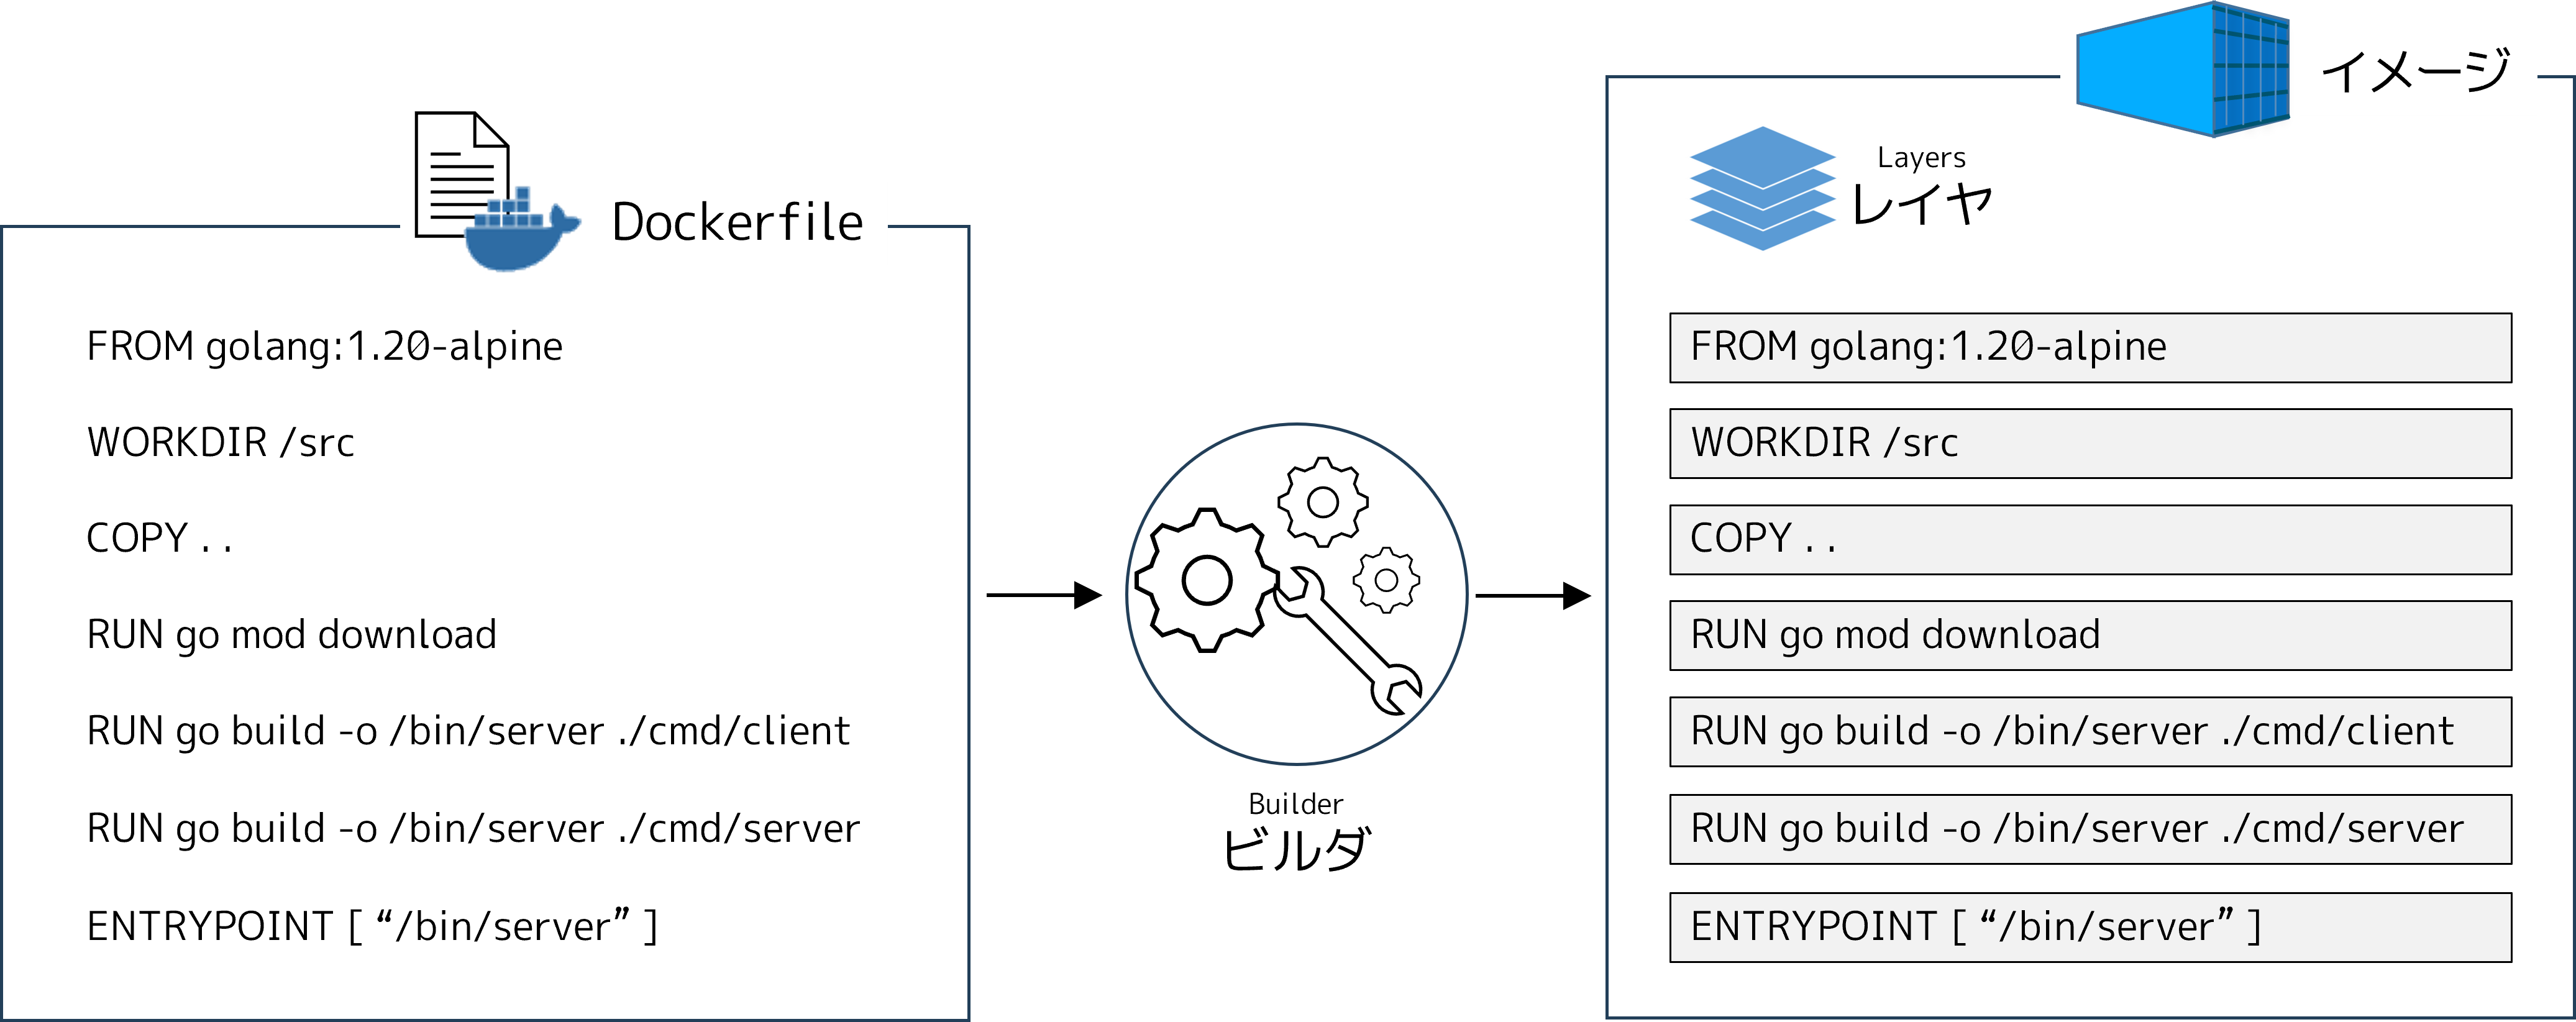 Dockerfile
FROM golang:1.20-alpine
WORKDIR /src
COPY . .
RUN go mod download
RUN go build -o /bin/server ./cmd/client
RUN go build -o /bin/server ./cmd/server
ENTRYPOINT [ “/bin/server” ]
Builder
ビルダ
イメージ
Layers
レイヤ
FROM golang:1.20-alpine
WORKDIR /src
COPY . .
RUN go mod download
RUN go build -o /bin/server ./cmd/client
RUN go build -o /bin/server ./cmd/server
ENTRYPOINT [ “/bin/server” ]